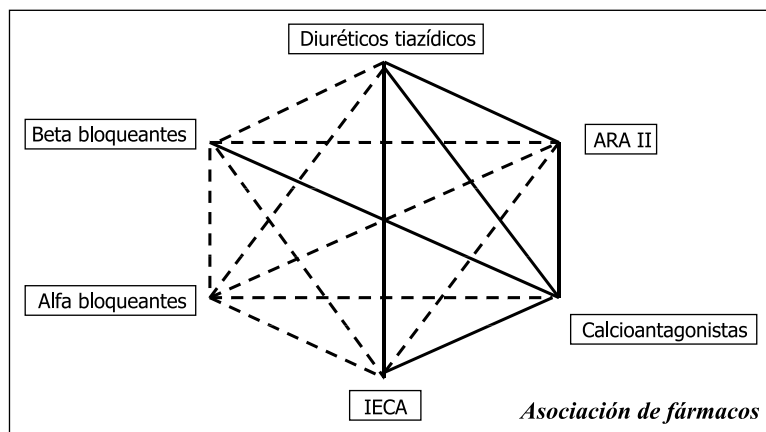 Diuréticos tiazídicos
Beta bloqueantes
ARA II
Alfa bloqueantes
Calcioantagonistas
IECA
Asociación de fármacos